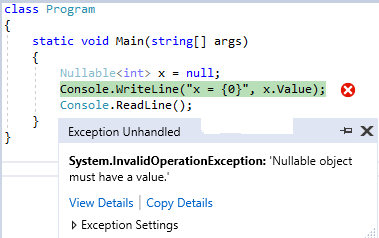 class Program
{
static void Main(string[] args)
{
Nullable<int> x = null;
Console.WriteLine("x = {0}", x.Value);
Console.ReadLine();
}
}
Exception Unhandled
System.InvalidOperationException: 'Nullable object
must have a value.'
View Details | Copy Details
Exception Settings